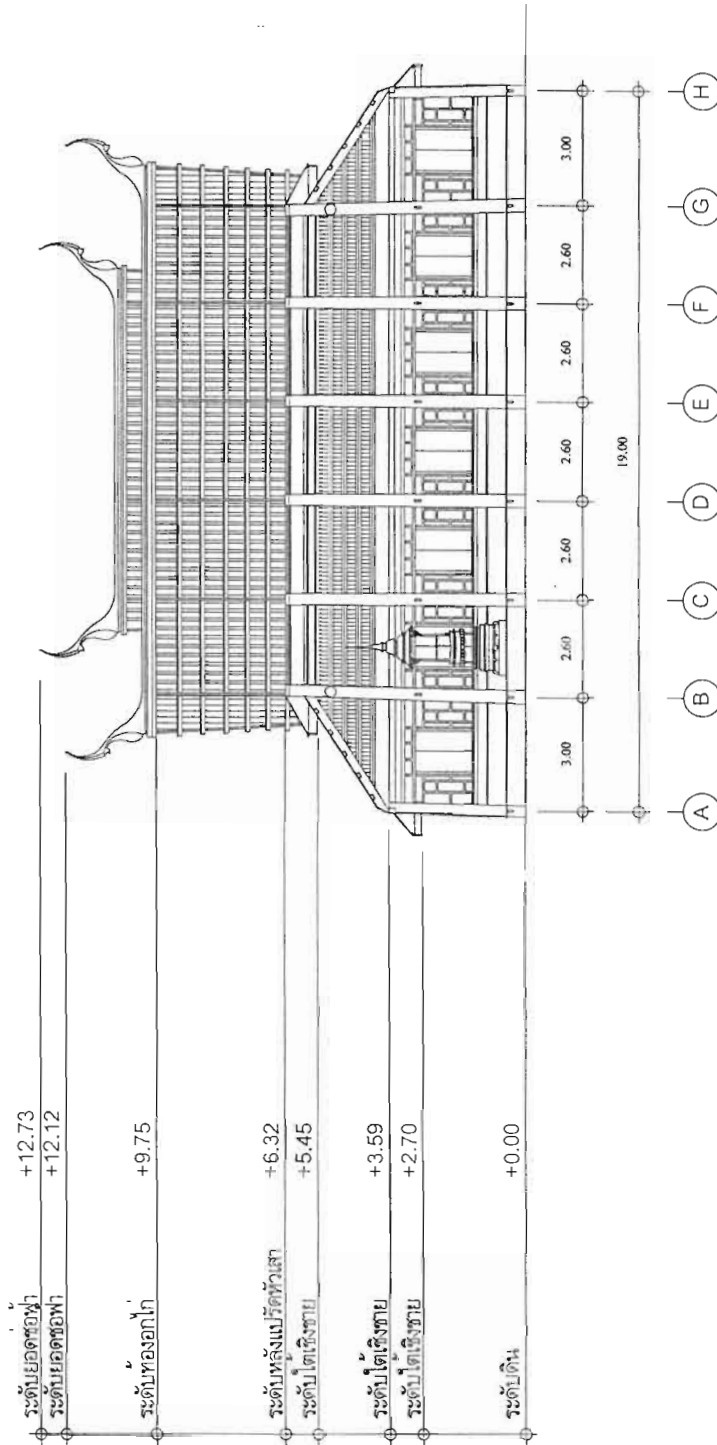 ระดับยอดช่อฟ้า +12.73
ระดับยอดช่อฟ้า +12.12
ระดับท้องอกไก่ +9.75
ระดับหลังแปรัดหัวเสา +6.32
ระดับใต้เชิงชาย +5.45
ระดับใต้เชิงชาย +3.59
ระดับใต้เชิงชาย +2.70
ระดับดิน +0.00
3.00 2.60 2.60 2.60 2.60 2.60 3.00
19.00
A B C D E F G H